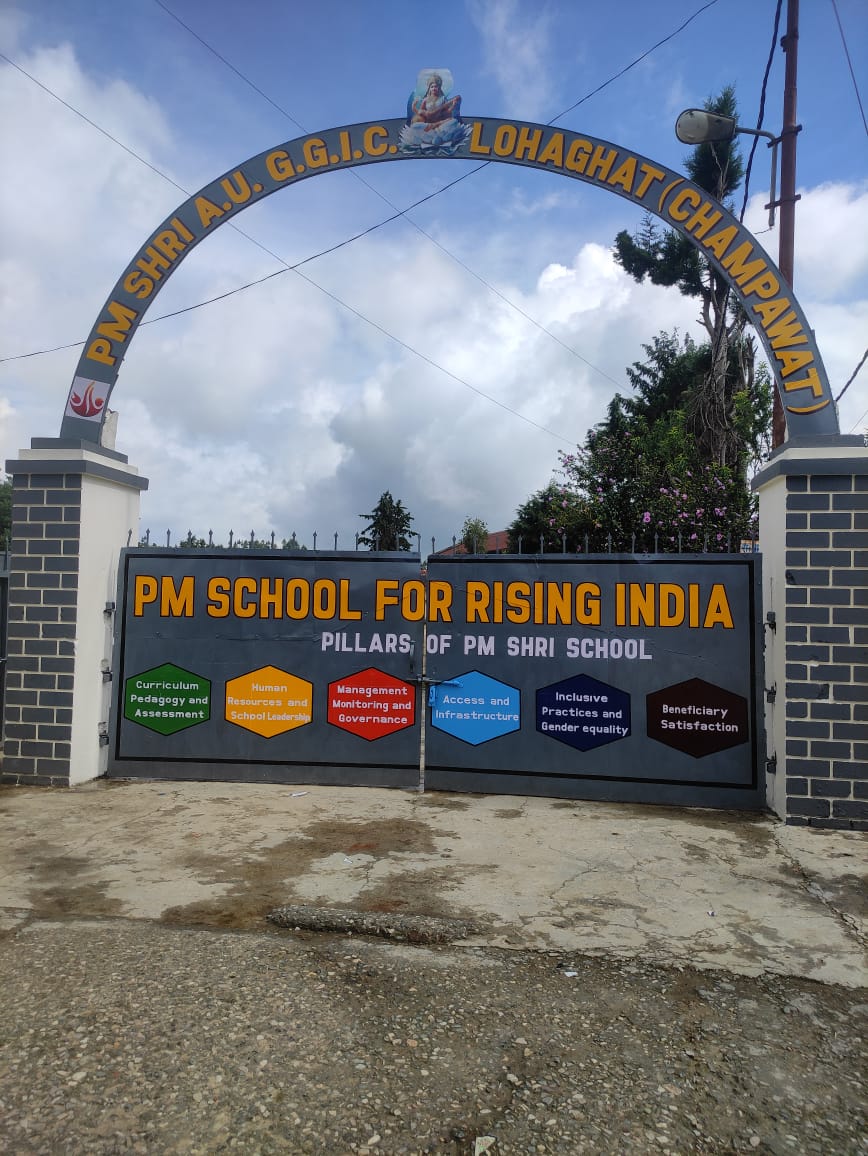 PM SHRI A.U. G.G.I.C. LOHAGHAT (CHAMPAWAT)
PM SCHOOL FOR RISING INDIA
PILLARS OF PM SHRI SCHOOL
Curriculum
Pedagogy and
Assessment
Human
Resources and
School Leadership
Management
Monitoring and
Governance
Access and
Infrastructure
Inclusive
Practices and
Gender equality
Beneficiary
Satisfaction